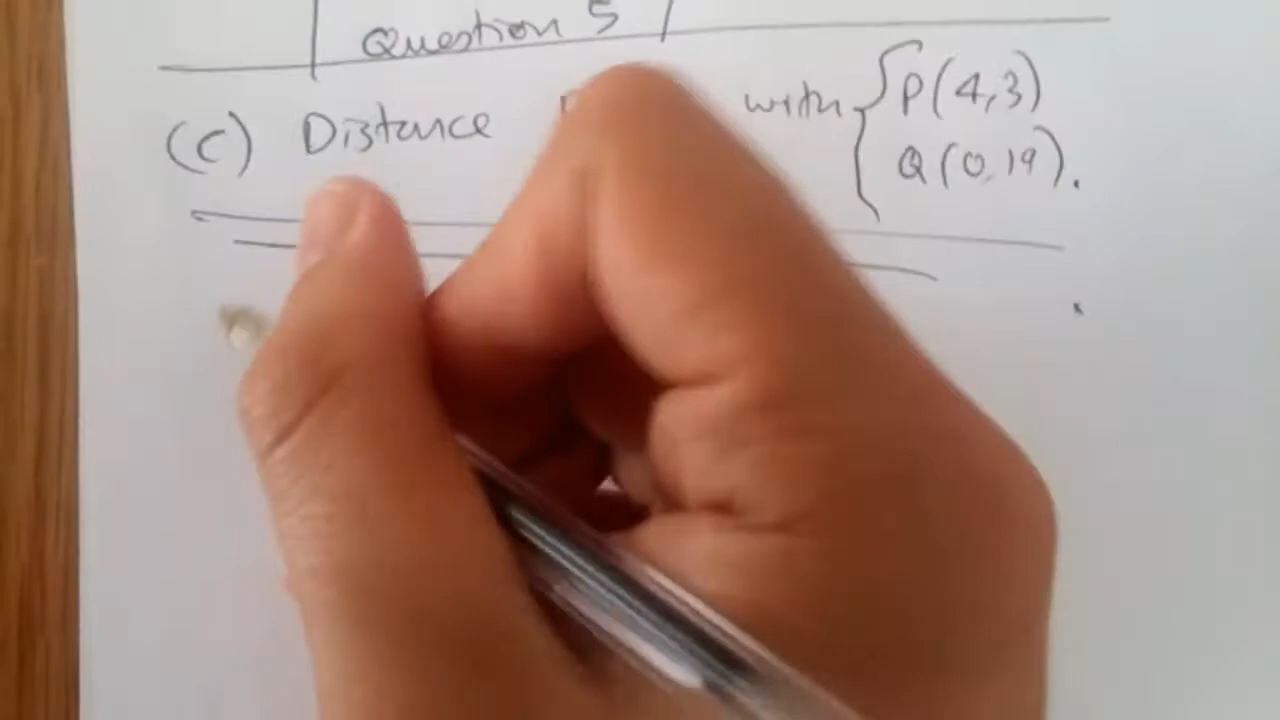 Question 5
(c) Distance with { P(4,3)
Q(0,19).